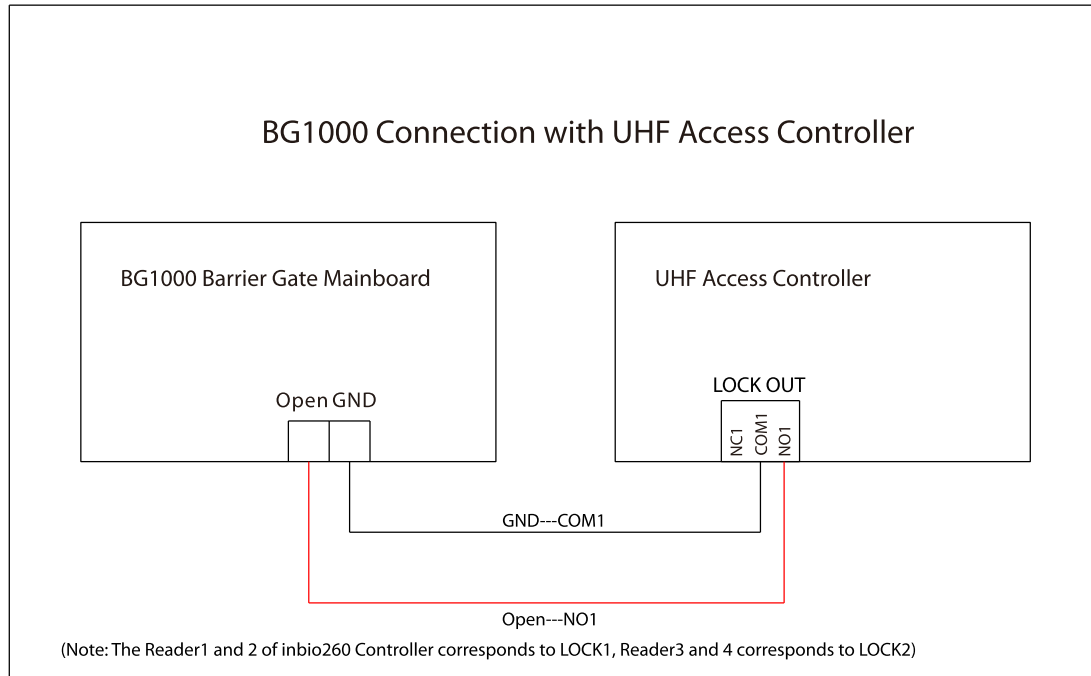 BG1000 Connection with UHF Access Controller
BG1000 Barrier Gate Mainboard
UHF Access Controller
Open GND
LOCK OUT
NC1
COM1
NO1
GND---COM1
Open---NO1
(Note: The Reader1 and 2 of inbio260 Controller corresponds to LOCK1, Reader3 and 4 corresponds to LOCK2)